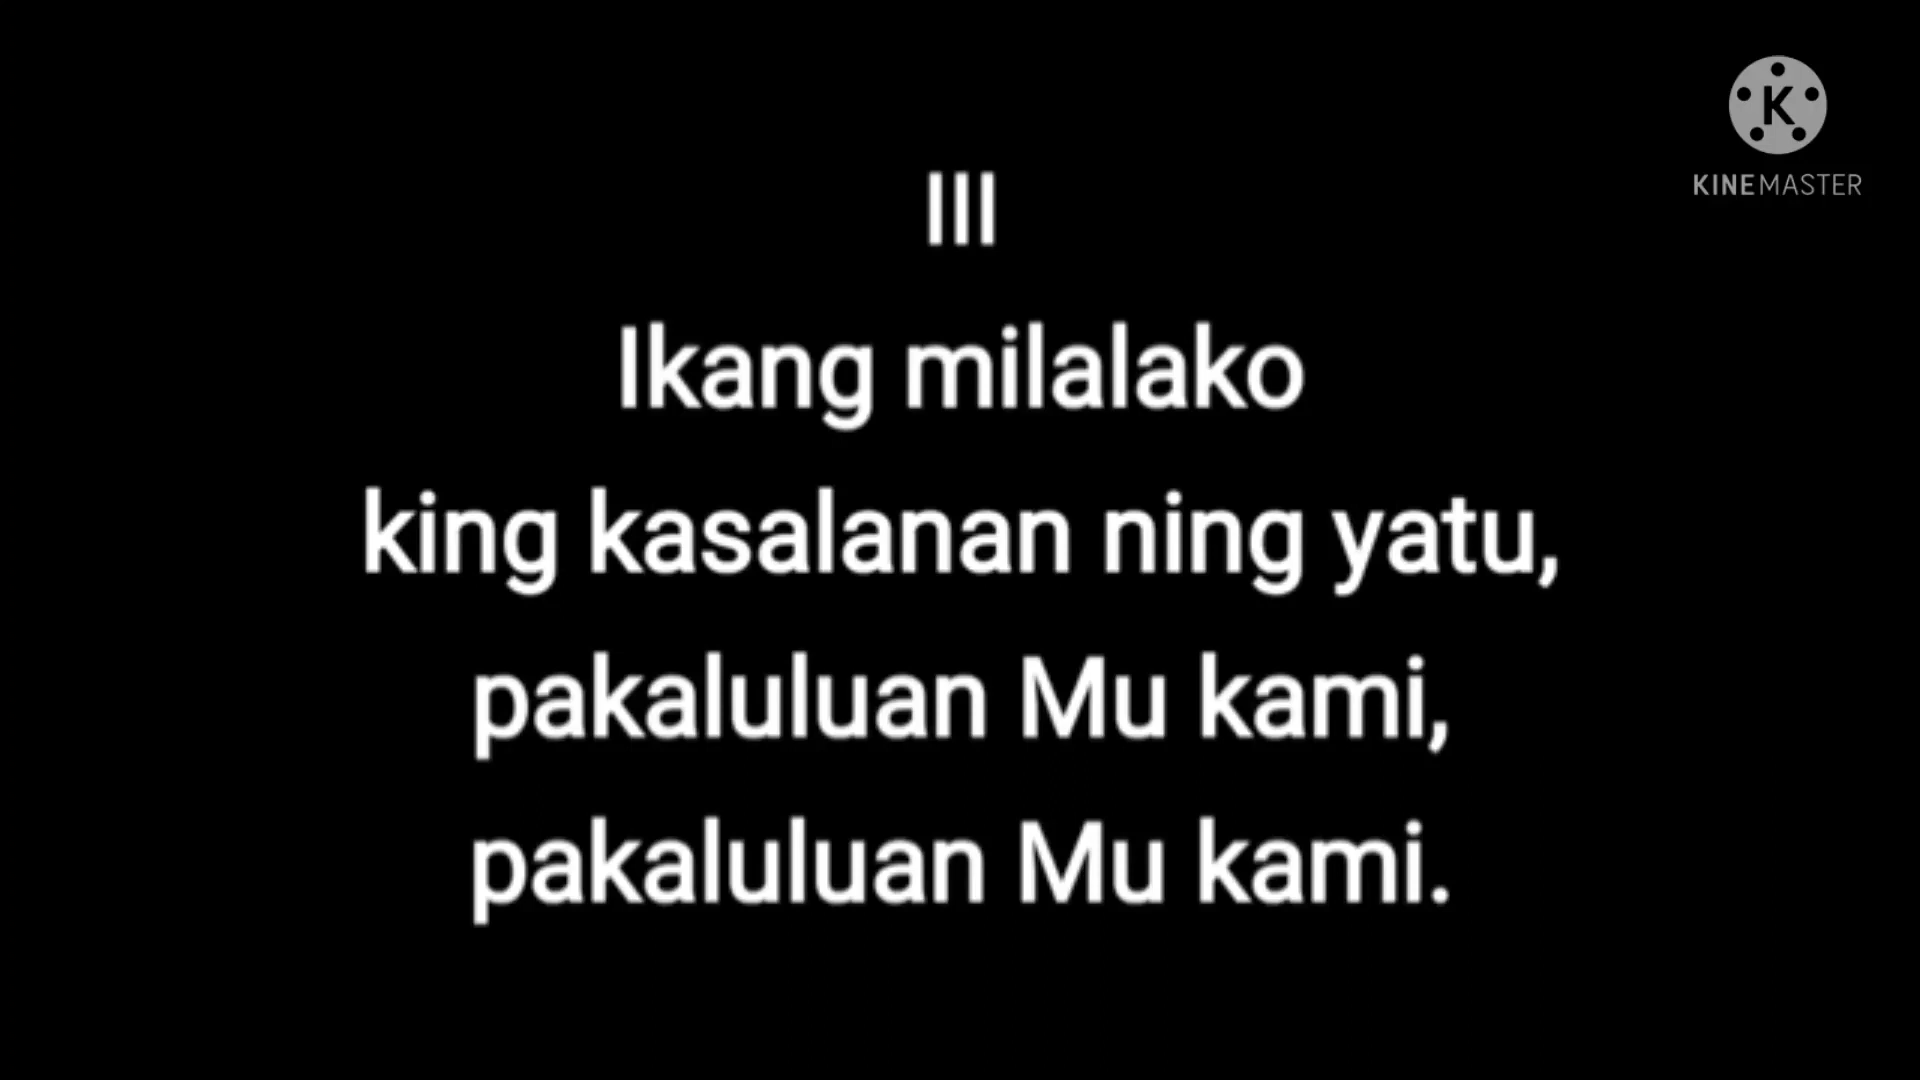 KINEMASTER
III
Ikang milalako
king kasalanan ning yatu,
pakaluluan Mu kami,
pakaluluan Mu kami.